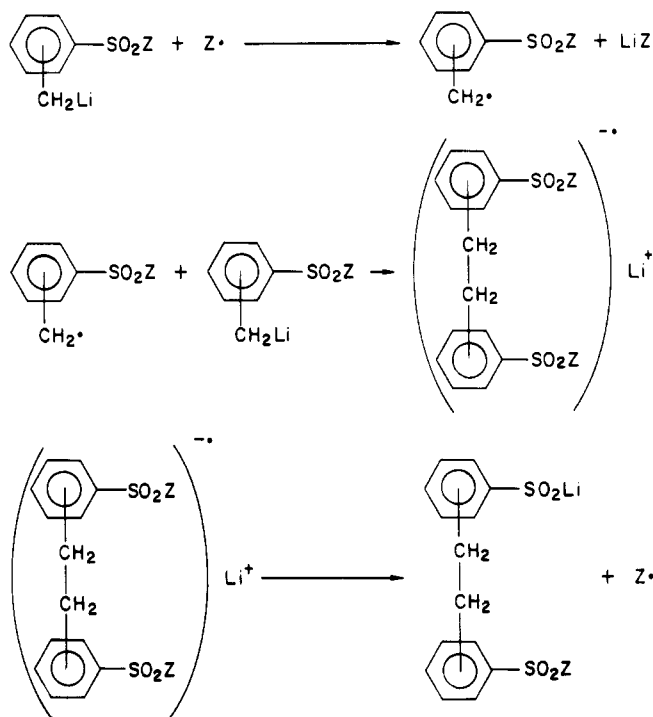 SO2Z + Z• SO2Z + LiZ
CH2Li CH2•
SO2Z −•
SO2Z + SO2Z CH2 Li+
CH2• CH2Li CH2
SO2Z
−•
SO2Z SO2Li
CH2 Li+ CH2 + Z•
CH2 CH2
SO2Z SO2Z